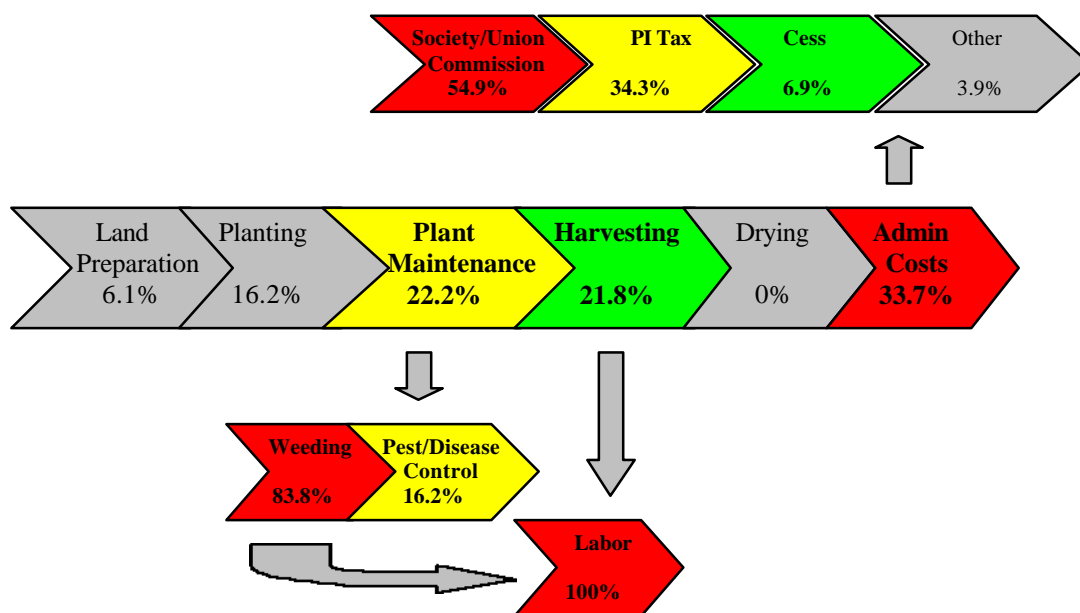 Society/Union
Commission
54.9%
PI Tax
34.3%
Cess
6.9%
Other
3.9%
Land
Preparation
6.1%
Planting
16.2%
Plant
Maintenance
22.2%
Harvesting
21.8%
Drying
0%
Admin
Costs
33.7%
Weeding
83.8%
Pest/Disease
Control
16.2%
Labor
100%